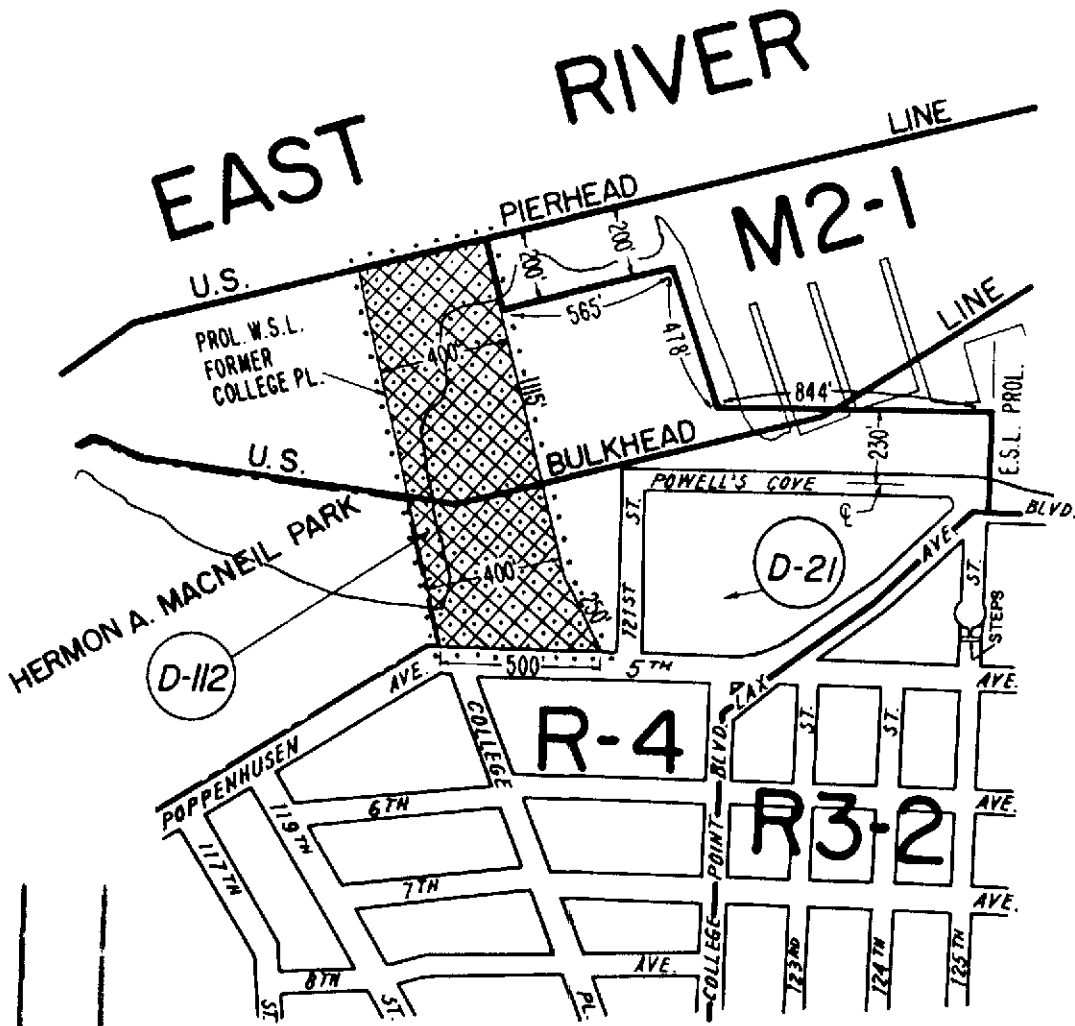 EAST RIVER
U.S. PIERHEAD LINE
M2-1
200'
200'
565'
478'
PROL. W.S.L.
FORMER
COLLEGE PL.
400'
1115'
844'
230'
E.S.L. PROL.
U.S. BULKHEAD LINE
POWELL'S COVE BLVD.
℄
HERMON A. MACNEIL PARK
D-112
400'
250'
121ST ST.
D-21
LAX AVE.
ST.
STEPS
500'
5TH AVE.
POPPENHUSEN AVE.
COLLEGE PL.
R-4
COLLEGE POINT BLVD.
ST.
ST.
R3-2
119TH ST.
6TH AVE.
117TH ST.
7TH AVE.
8TH AVE.
123RD
124TH
125TH